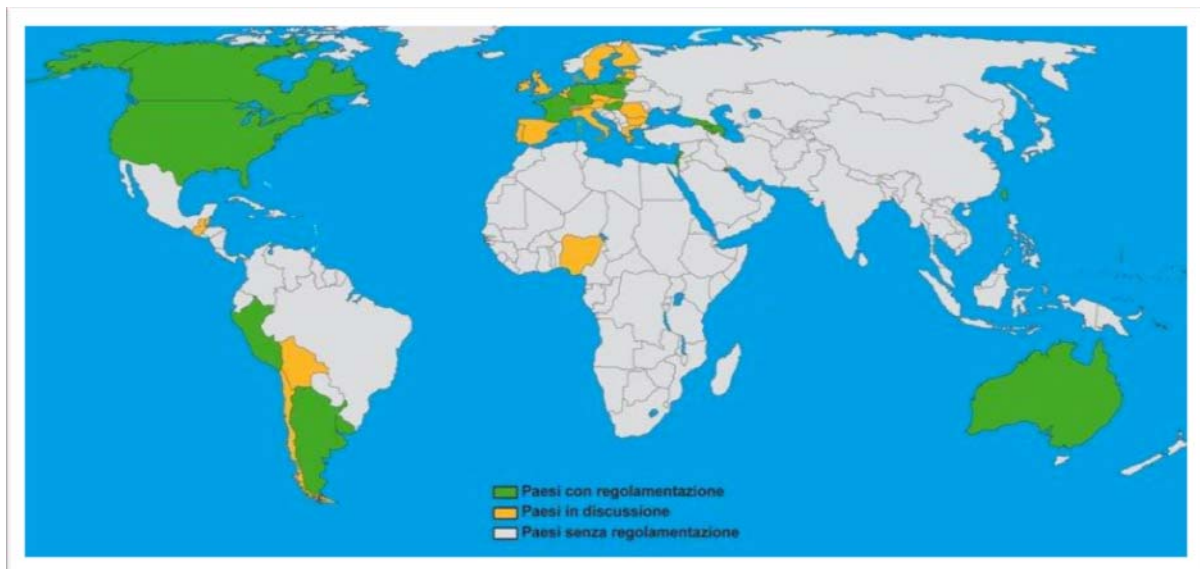 Paesi con regolamentazione
Paesi in discussione
Paesi senza regolamentazione